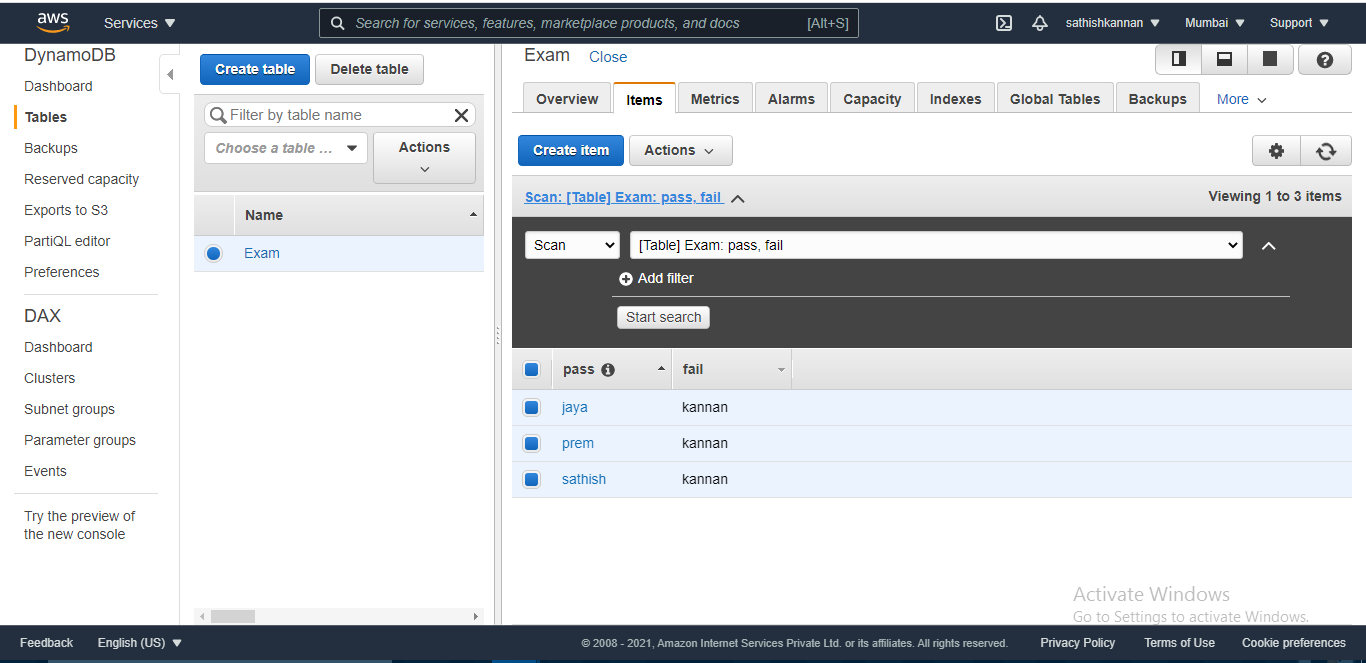 aws Services Search for services, features, marketplace products, and docs [Alt+S] sathishkannan Mumbai Support
DynamoDB
Dashboard
Tables
Backups
Reserved capacity
Exports to S3
PartiQL editor
Preferences
DAX
Dashboard
Clusters
Subnet groups
Parameter groups
Events
Try the preview of
the new console
Create table Delete table
Filter by table name
Choose a table ... Actions
Name
Exam
Exam Close
Overview Items Metrics Alarms Capacity Indexes Global Tables Backups More
Create item Actions
Scan: [Table] Exam: pass, fail Viewing 1 to 3 items
Scan [Table] Exam: pass, fail
Add filter
Start search
pass fail
jaya kannan
prem kannan
sathish kannan
Activate Windows
Go to Settings to activate Windows.
Feedback English (US) © 2008 - 2021, Amazon Internet Services Private Ltd. or its affiliates. All rights reserved. Privacy Policy Terms of Use Cookie preferences